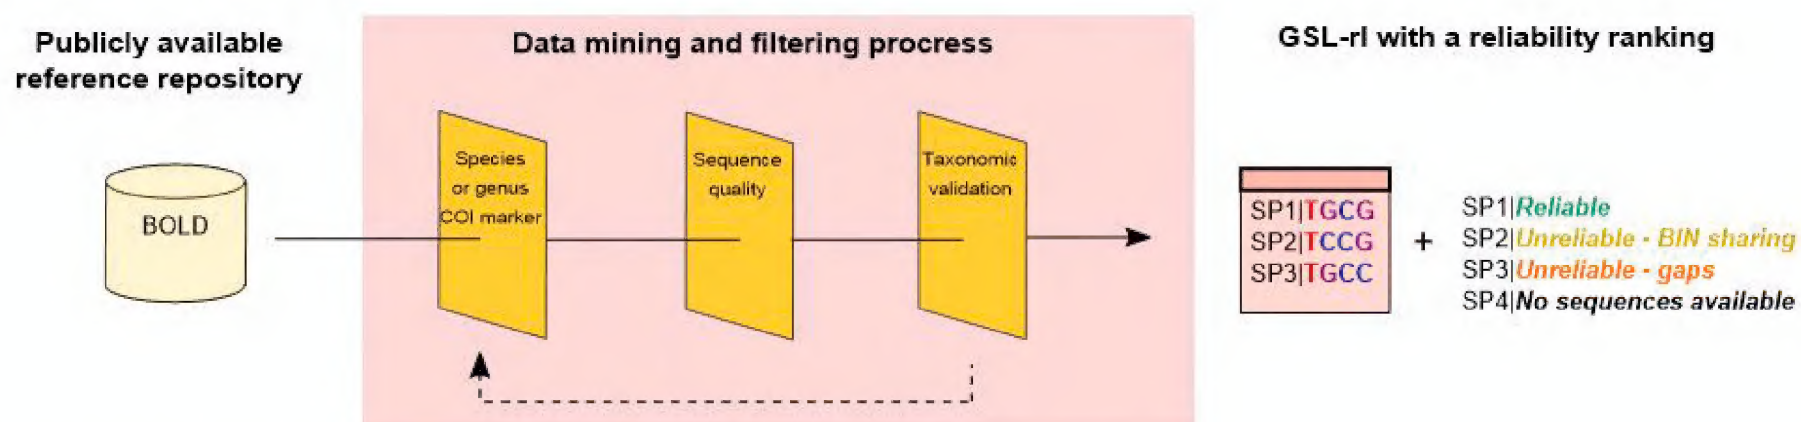 Publicly available
reference repository
BOLD
Data mining and filtering procress
Species
or genus
COI marker
Sequence
quality
Taxonomic
validation
GSL-rl with a reliability ranking
SP1|TGCG
SP2|TCCG
SP3|TGCC
+
SP1|Reliable
SP2|Unreliable - BIN sharing
SP3|Unreliable - gaps
SP4|No sequences available